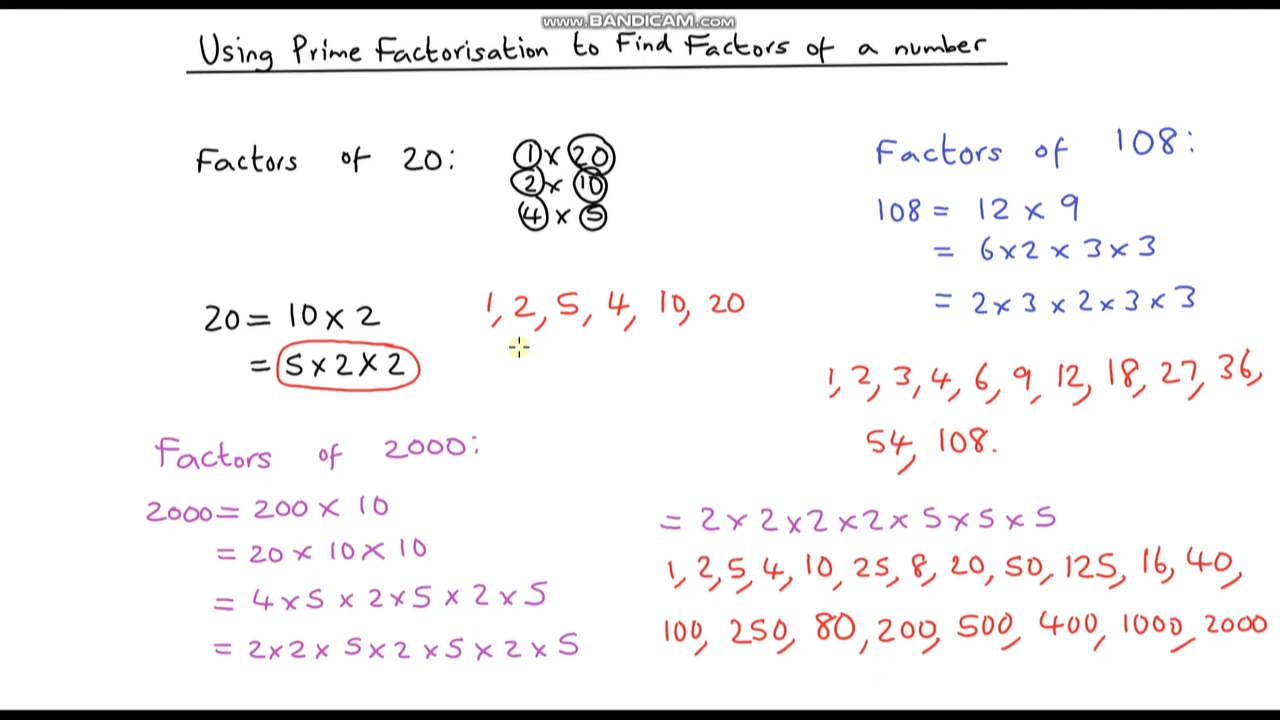 www.BANDICAM.com
Using Prime Factorisation to Find Factors of a number
Factors of 20:
1 x 20
2 x 10
4 x 5
20 = 10 x 2
= 5 x 2 x 2
1, 2, 5, 4, 10, 20
Factors of 108:
108 = 12 x 9
= 6 x 2 x 3 x 3
= 2 x 3 x 2 x 3 x 3
1, 2, 3, 4, 6, 9, 12, 18, 27, 36,
54, 108.
Factors of 2000:
2000 = 200 x 10
= 20 x 10 x 10
= 4 x 5 x 2 x 5 x 2 x 5
= 2 x 2 x 5 x 2 x 5 x 2 x 5
= 2 x 2 x 2 x 2 x 5 x 5 x 5
1, 2, 5, 4, 10, 25, 8, 20, 50, 125, 16, 40,
100, 250, 80, 200, 500, 400, 1000, 2000